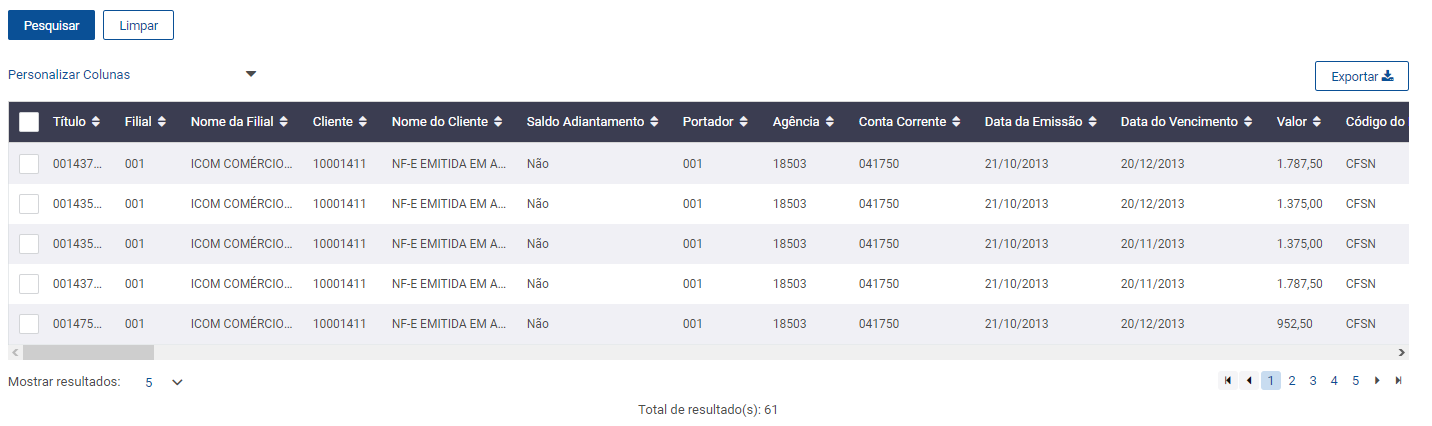 Pesquisar Limpar
Personalizar Colunas Exportar
Título Filial Nome da Filial Cliente Nome do Cliente Saldo Adiantamento Portador Agência Conta Corrente Data da Emissão Data do Vencimento Valor Código do
001437... 001 ICOM COMÉRCIO... 10001411 NF-E EMITIDA EM A... Não 001 18503 041750 21/10/2013 20/12/2013 1.787,50 CFSN
001435... 001 ICOM COMÉRCIO... 10001411 NF-E EMITIDA EM A... Não 001 18503 041750 21/10/2013 20/12/2013 1.375,00 CFSN
001435... 001 ICOM COMÉRCIO... 10001411 NF-E EMITIDA EM A... Não 001 18503 041750 21/10/2013 20/11/2013 1.375,00 CFSN
001437... 001 ICOM COMÉRCIO... 10001411 NF-E EMITIDA EM A... Não 001 18503 041750 21/10/2013 20/11/2013 1.787,50 CFSN
001475... 001 ICOM COMÉRCIO... 10001411 NF-E EMITIDA EM A... Não 001 18503 041750 21/10/2013 20/12/2013 952,50 CFSN
Mostrar resultados: 5 1 2 3 4 5
Total de resultado(s): 61